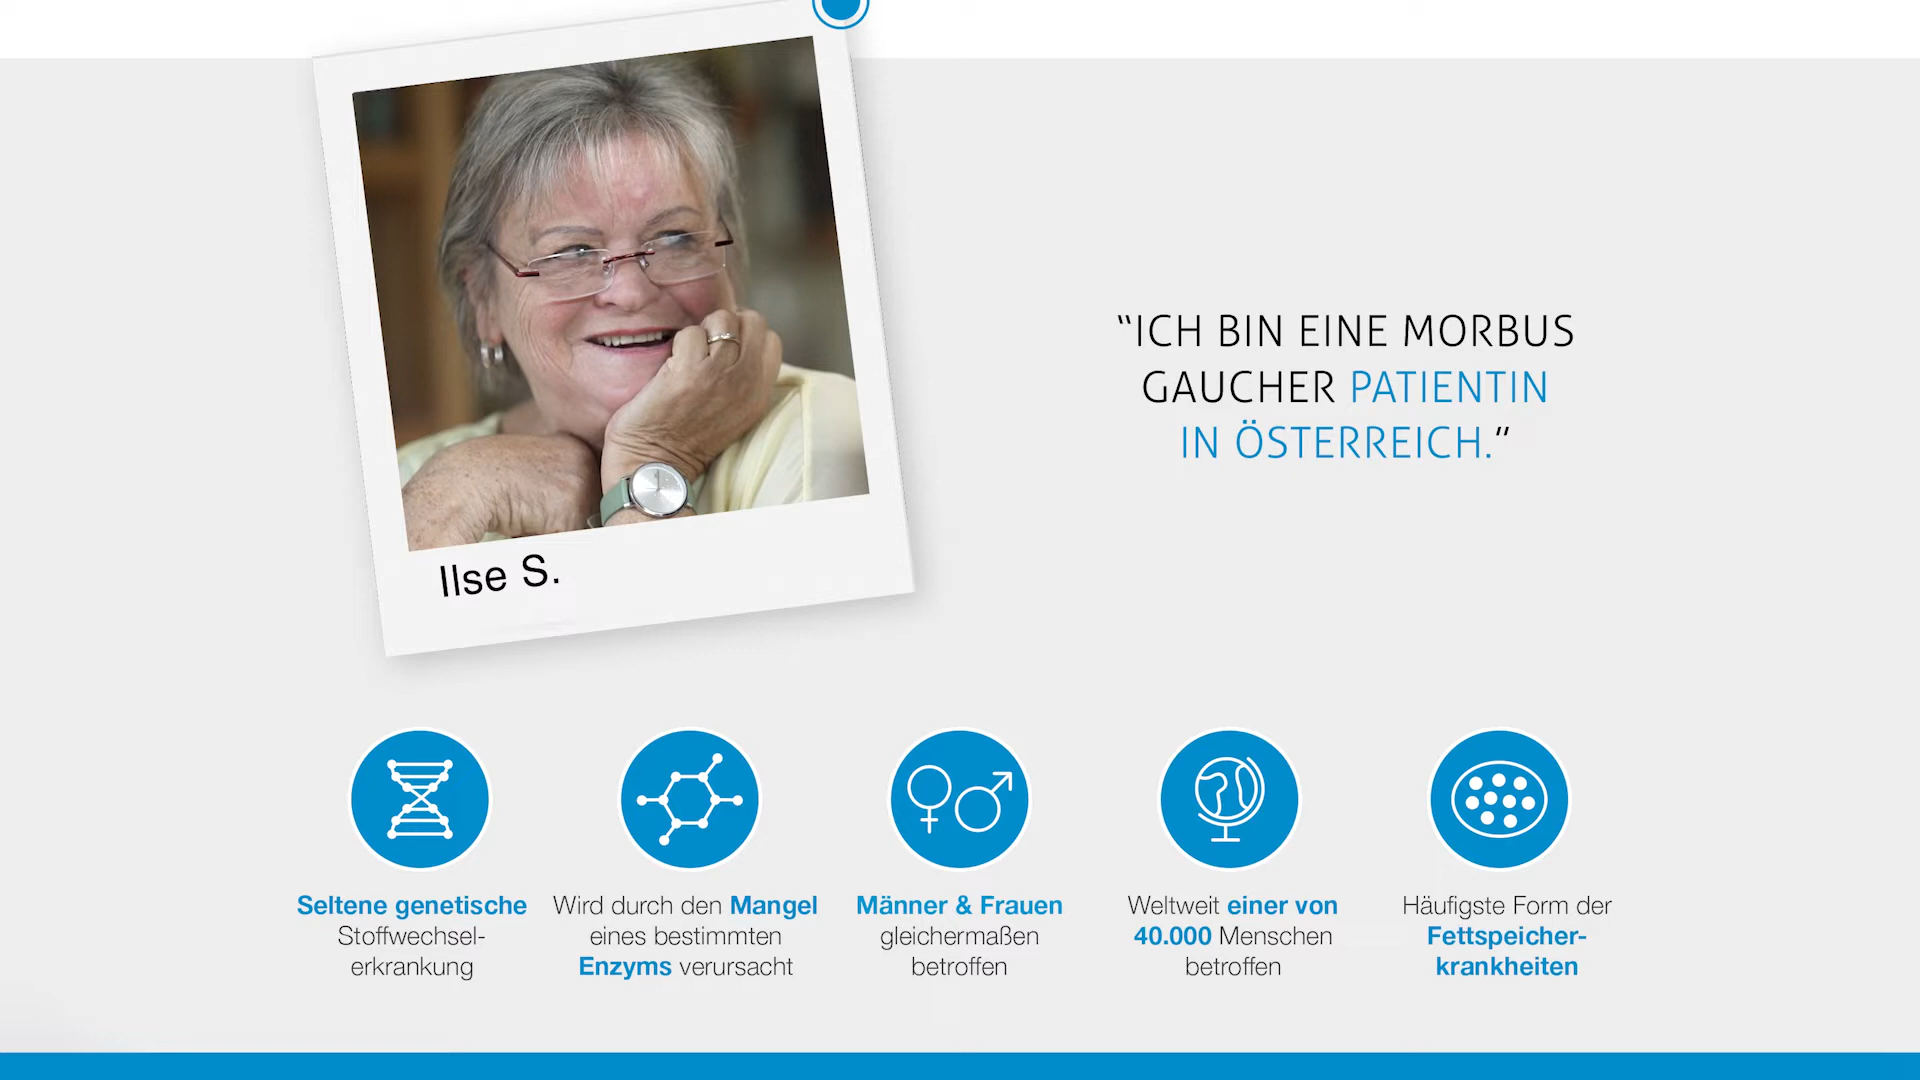 Ilse S.
“ICH BIN EINE MORBUS
GAUCHER PATIENTIN
IN ÖSTERREICH.”
Seltene genetische
Stoffwechsel-
erkrankung
Wird durch den Mangel
eines bestimmten
Enzyms verursacht
Männer & Frauen
gleichermaßen
betroffen
Weltweit einer von
40.000 Menschen
betroffen
Häufigste Form der
Fettspeicher-
krankheiten